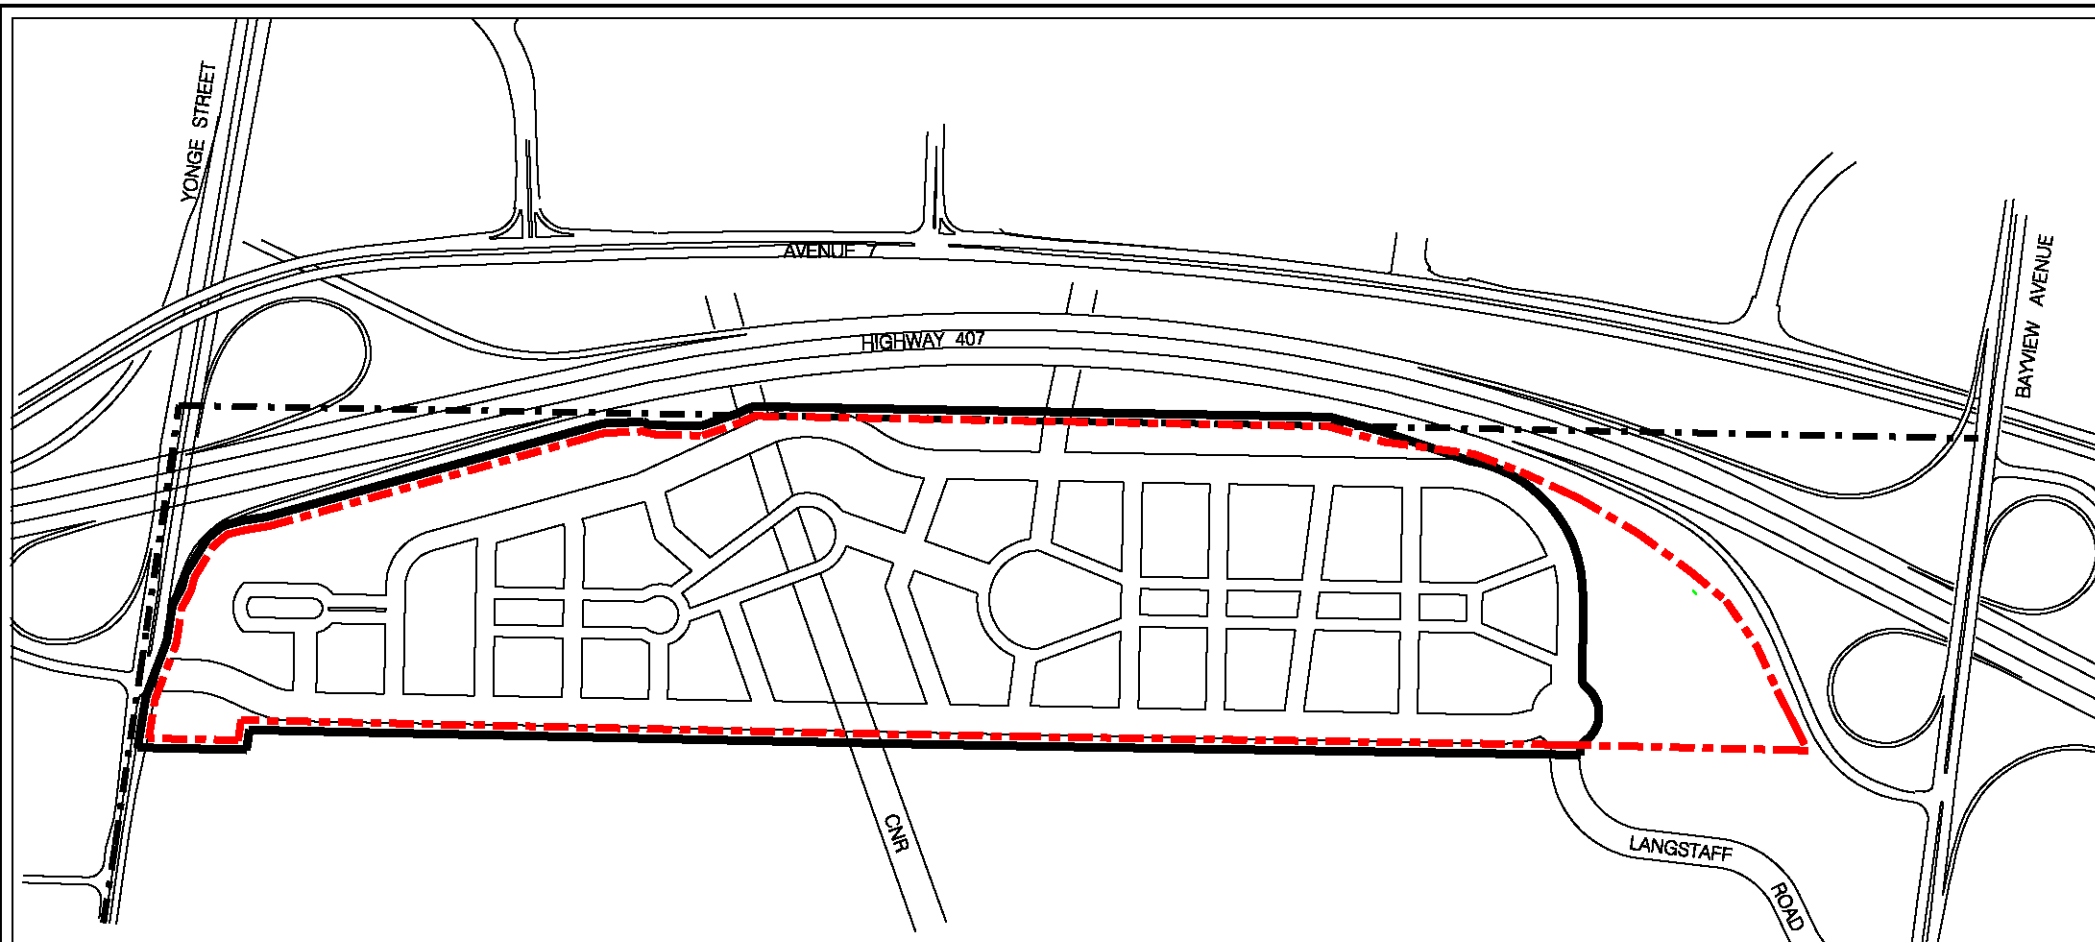 YONGE STREET
AVENUE 7
BAYVIEW AVENUE
HIGHWAY 407
CNR
LANGSTAFF
ROAD